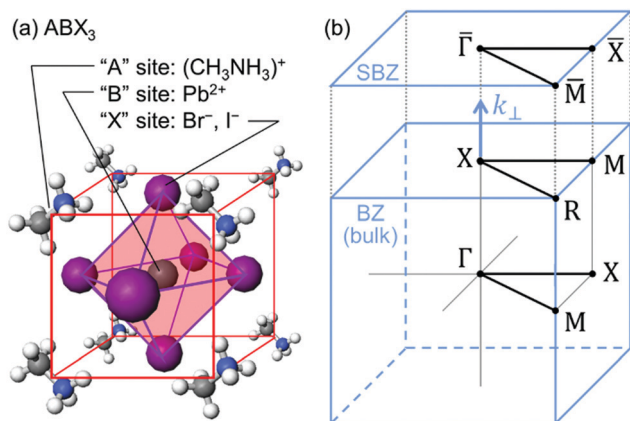 (a) ABX₃
"A" site: (CH₃NH₃)⁺
"B" site: Pb²⁺
"X" site: Br⁻, I⁻
(b)
Γ̅
X̅
SBZ
M̅
k⊥
X
M
BZ
(bulk)
R
Γ
X
M